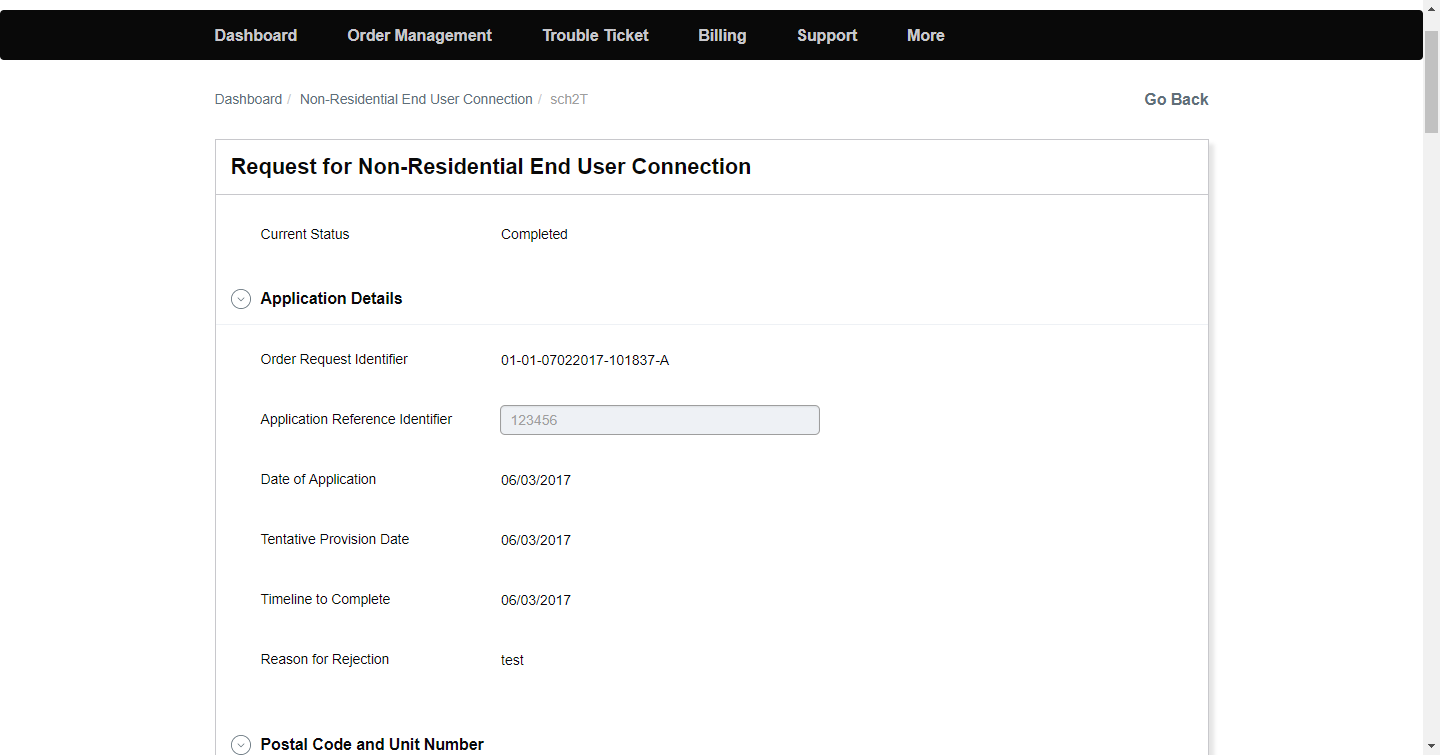 Dashboard Order Management Trouble Ticket Billing Support More
Dashboard / Non-Residential End User Connection / sch2T Go Back
Request for Non-Residential End User Connection
Current Status Completed
Application Details
Order Request Identifier 01-01-07022017-101837-A
Application Reference Identifier 123456
Date of Application 06/03/2017
Tentative Provision Date 06/03/2017
Timeline to Complete 06/03/2017
Reason for Rejection test
Postal Code and Unit Number